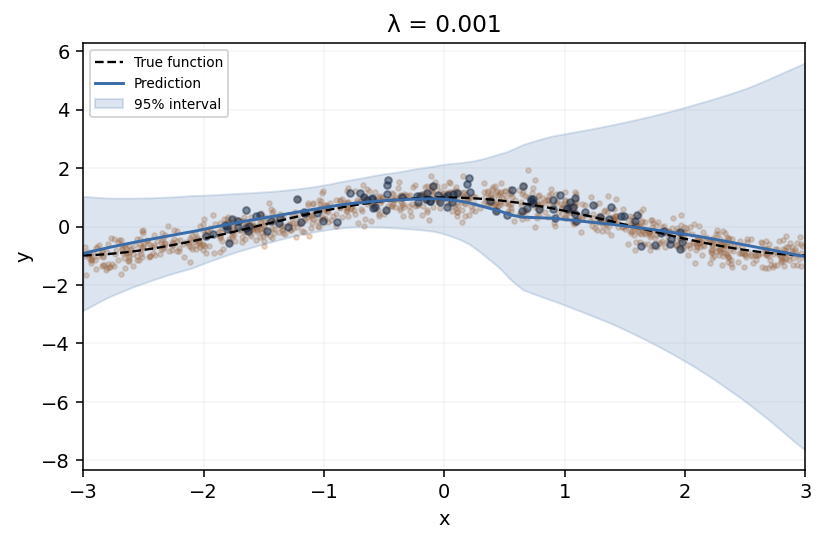 λ = 0.001
True function
Prediction
95% interval
6
4
2
0
−2
−4
−6
−8
y
−3 −2 −1 0 1 2 3
x